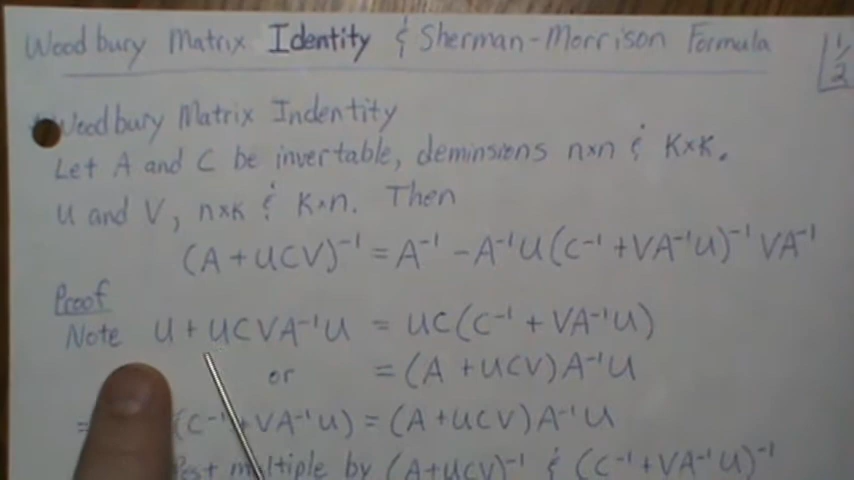 Woodbury Matrix Identity & Sherman-Morrison Formula
1/2
Woodbury Matrix Indentity
Let A and C be invertable, deminsions n×n & K×K.
U and V, n×K & K×n. Then
(A+UCV)⁻¹ = A⁻¹ - A⁻¹U(C⁻¹+VA⁻¹U)⁻¹VA⁻¹
Proof
Note U + UCVA⁻¹U = UC(C⁻¹ + VA⁻¹U)
or = (A + UCV)A⁻¹U
(C⁻¹+VA⁻¹U) = (A+UCV)A⁻¹U
multiple by (A+UCV)⁻¹ & (C⁻¹+VA⁻¹U)⁻¹